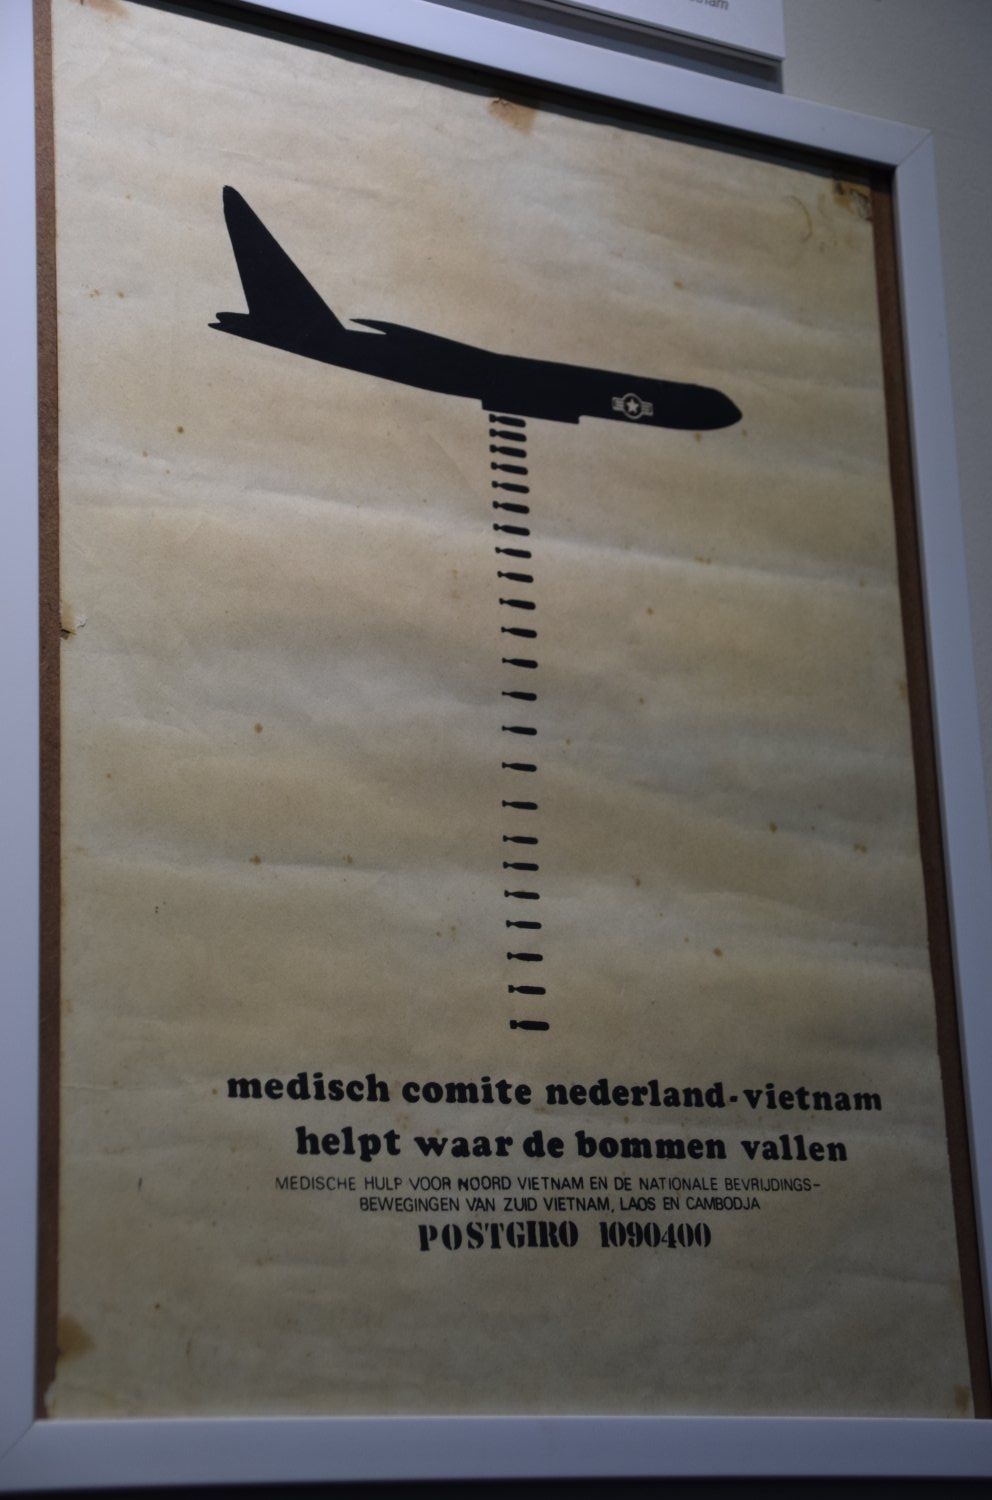 medisch comite nederland-vietnam
helpt waar de bommen vallen
MEDISCHE HULP VOOR NOORD VIETNAM EN DE NATIONALE BEVRIJDINGS-
BEWEGINGEN VAN ZUID VIETNAM, LAOS EN CAMBODJA
POSTGIRO 1090400